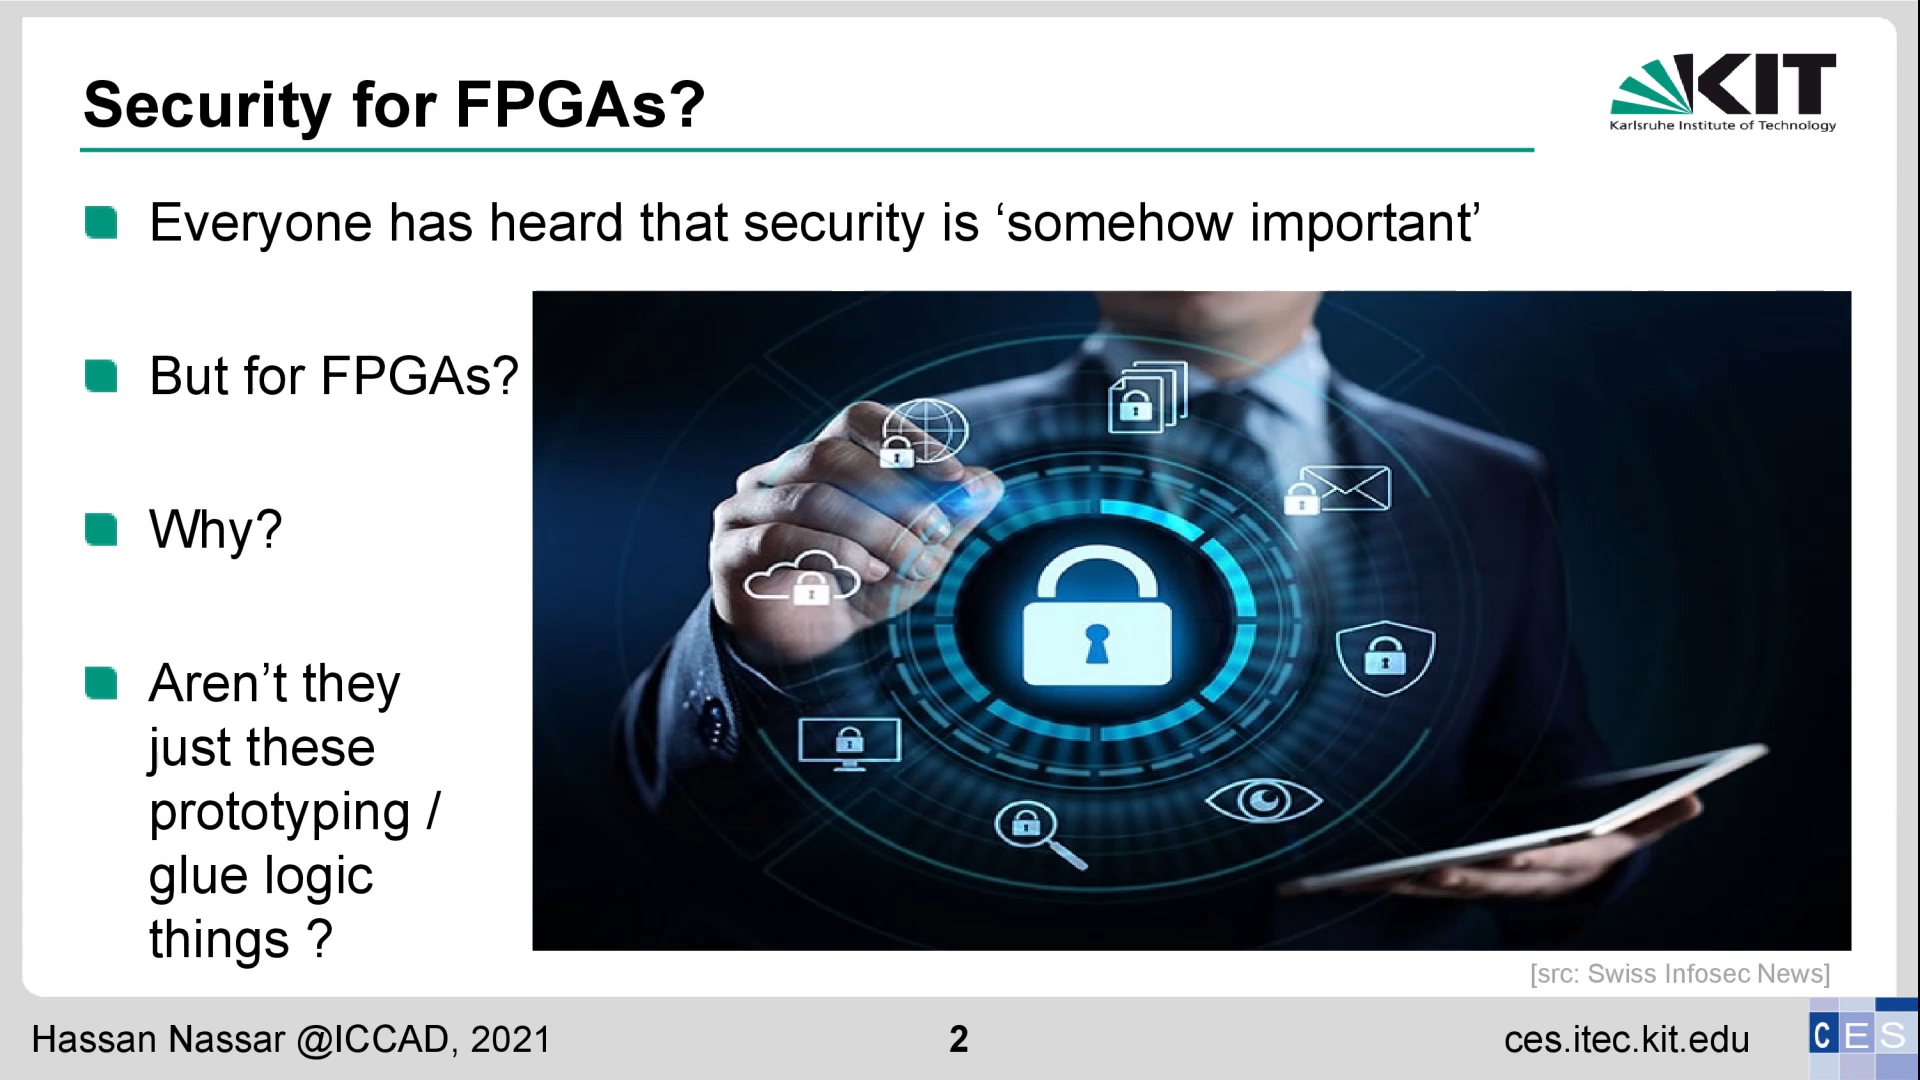 Security for FPGAs?
KIT
Karlsruhe Institute of Technology
Everyone has heard that security is ‘somehow important’
But for FPGAs?
Why?
Aren’t they
just these
prototyping /
glue logic
things ?
[src: Swiss Infosec News]
Hassan Nassar @ICCAD, 2021
2
ces.itec.kit.edu
CES